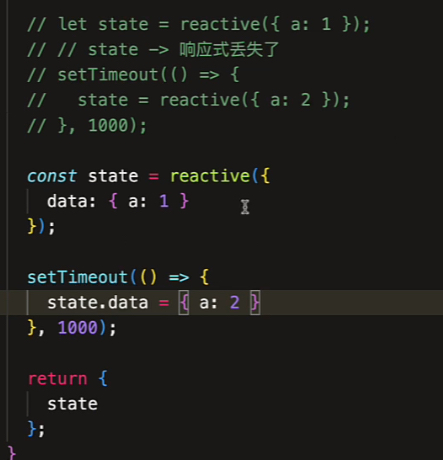 // let state = reactive({ a: 1 });
// // state -> 响应式丢失了
// setTimeout(() => {
//   state = reactive({ a: 2 });
// }, 1000);
const state = reactive({
  data: { a: 1 }
});
setTimeout(() => {
  state.data = { a: 2 }
}, 1000);
return {
  state
};
}